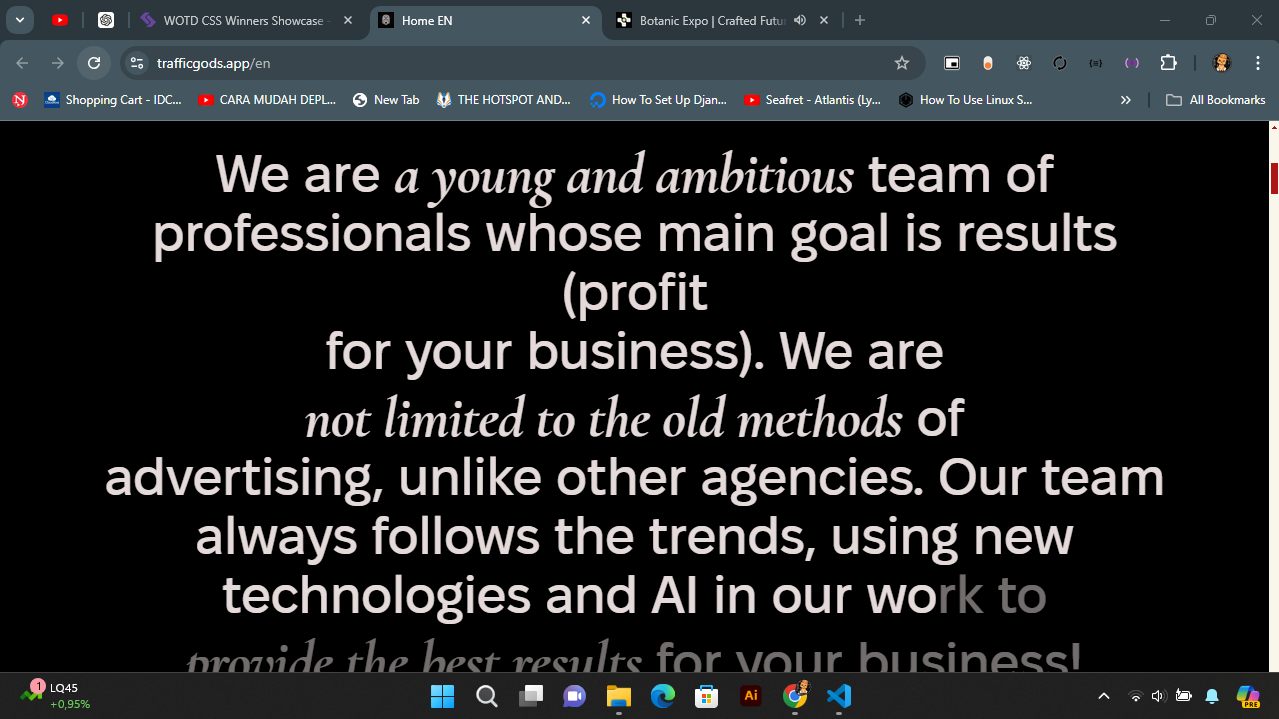 WOTD CSS Winners Showcase -
Home EN
Botanic Expo | Crafted Futu
trafficgods.app/en
Shopping Cart - IDC...
CARA MUDAH DEPL...
New Tab
THE HOTSPOT AND...
How To Set Up Djan...
Seafret - Atlantis (Ly...
How To Use Linux S...
All Bookmarks
We are a young and ambitious team of
professionals whose main goal is results
(profit
for your business). We are
not limited to the old methods of
advertising, unlike other agencies. Our team
always follows the trends, using new
technologies and AI in our work to
provide the best results for your business!
1
LQ45
+0,95%
Ai
PRE